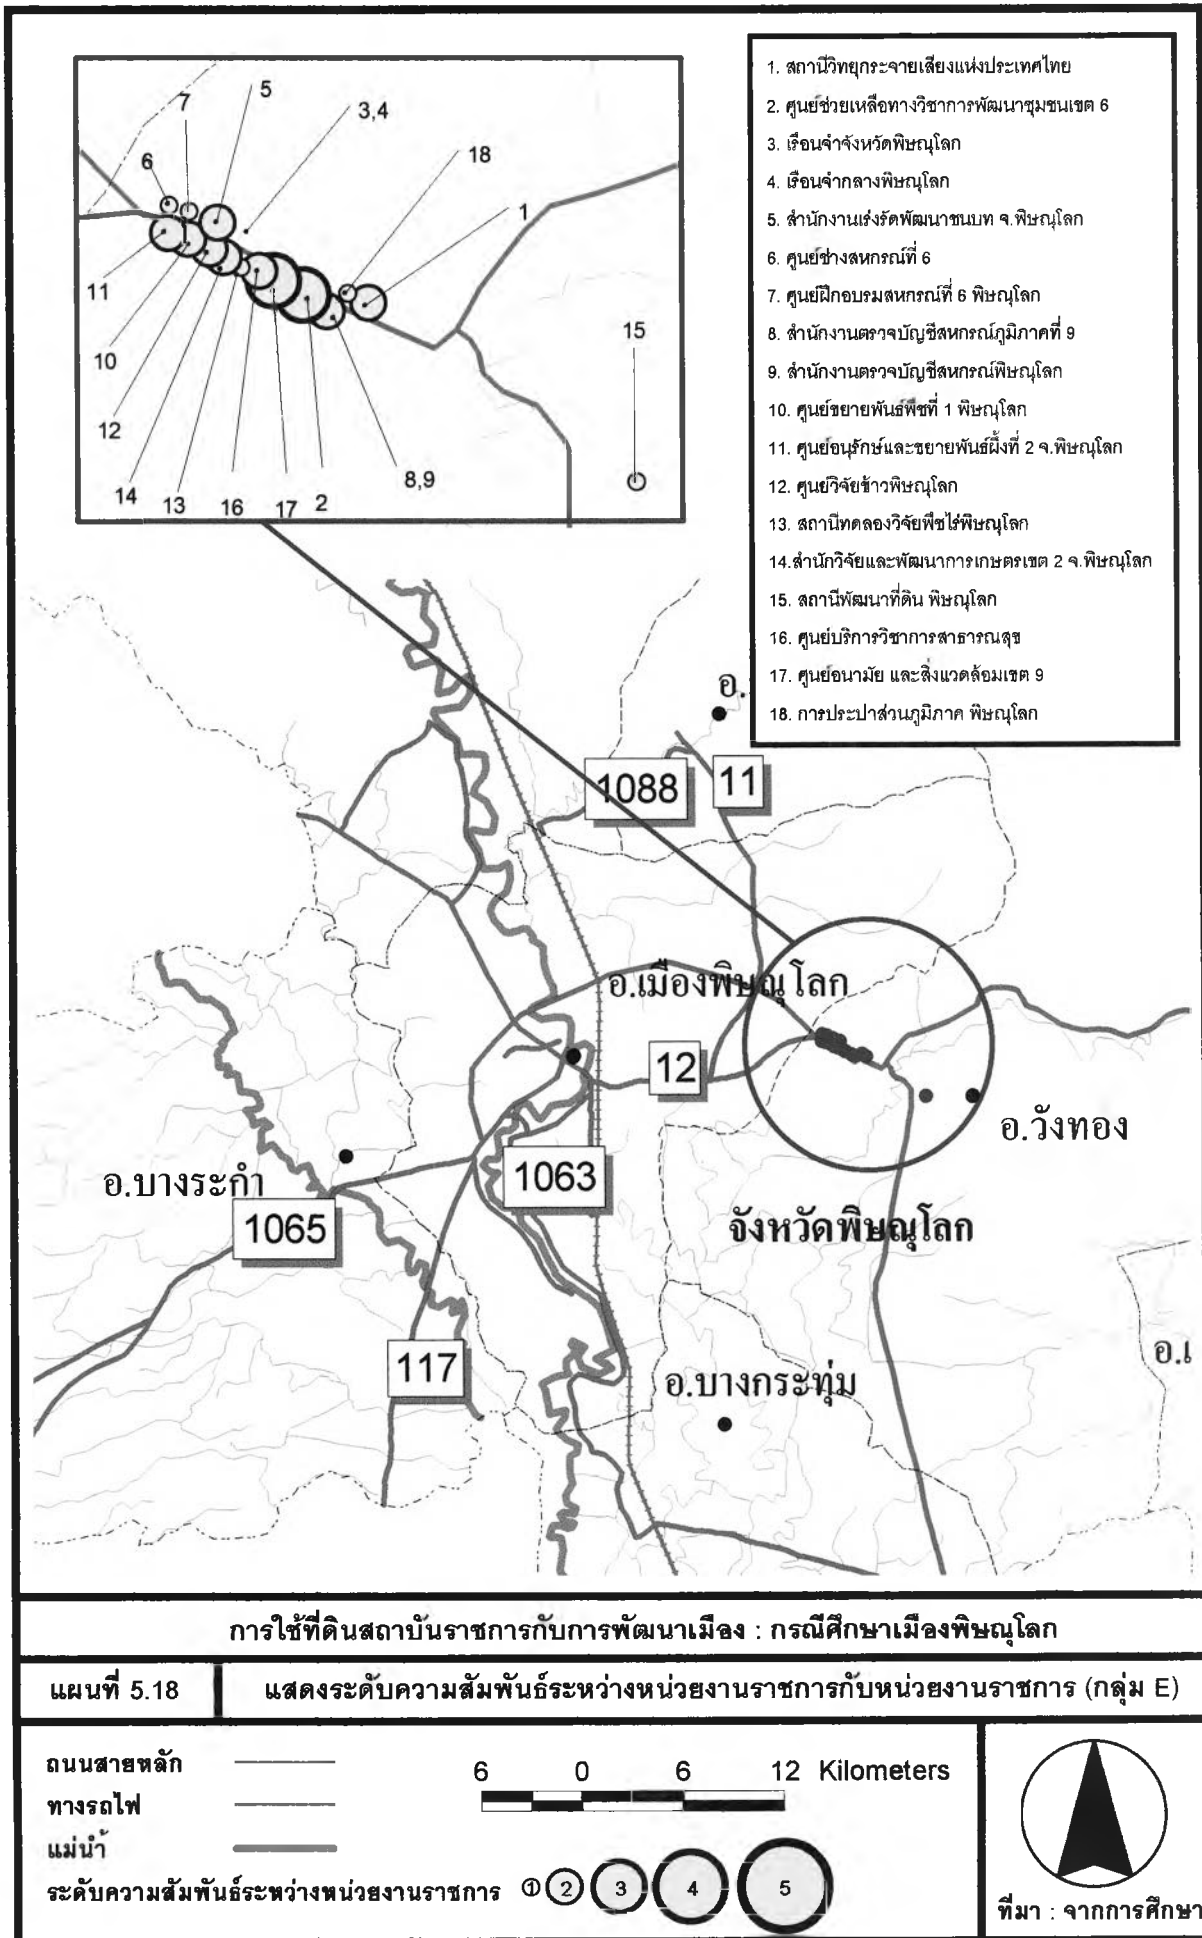 1. สถานีวิทยุกระจายเสียงแห่งประเทศไทย
2. ศูนย์ช่วยเหลือทางวิชาการพัฒนาชุมชนเขต 6
3. เรือนจำจังหวัดพิษณุโลก
4. เรือนจำกลางพิษณุโลก
5. สำนักงานเร่งรัดพัฒนาชนบท จ.พิษณุโลก
6. ศูนย์ช่างสหกรณ์ที่ 6
7. ศูนย์ฝึกอบรมสหกรณ์ที่ 6 พิษณุโลก
8. สำนักงานตรวจบัญชีสหกรณ์ภูมิภาคที่ 9
9. สำนักงานตรวจบัญชีสหกรณ์พิษณุโลก
10. ศูนย์ขยายพันธ์พืชที่ 1 พิษณุโลก
11. ศูนย์อนุรักษ์และขยายพันธ์ผึ้งที่ 2 จ.พิษณุโลก
12. ศูนย์วิจัยข้าวพิษณุโลก
13. สถานีทดลองวิจัยพืชไร่พิษณุโลก
14.สำนักวิจัยและพัฒนาการเกษตรเขต 2 จ.พิษณุโลก
15. สถานีพัฒนาที่ดิน พิษณุโลก
16. ศูนย์บริการวิชาการสาธารณสุข
17. ศูนย์อนามัย และสิ่งแวดล้อมเขต 9
18. การประปาส่วนภูมิภาค พิษณุโลก
5
7
3,4
18
6
1
11
15
10
12
14
13
16
17
2
8,9
อ.
1088
11
อ.เมืองพิษณุโลก
12
อ.วังทอง
อ.บางระกำ
1063
1065
จังหวัดพิษณุโลก
117
อ.บางกระทุ่ม
อ.เ
การใช้ที่ดินสถาบันราชการกับการพัฒนาเมือง : กรณีศึกษาเมืองพิษณุโลก
แผนที่ 5.18 แสดงระดับความสัมพันธ์ระหว่างหน่วยงานราชการกับหน่วยงานราชการ (กลุ่ม E)
ถนนสายหลัก
ทางรถไฟ
แม่น้ำ
6 0 6 12 Kilometers
ระดับความสัมพันธ์ระหว่างหน่วยงานราชการ 1 2 3 4 5
ที่มา : จากการศึกษา